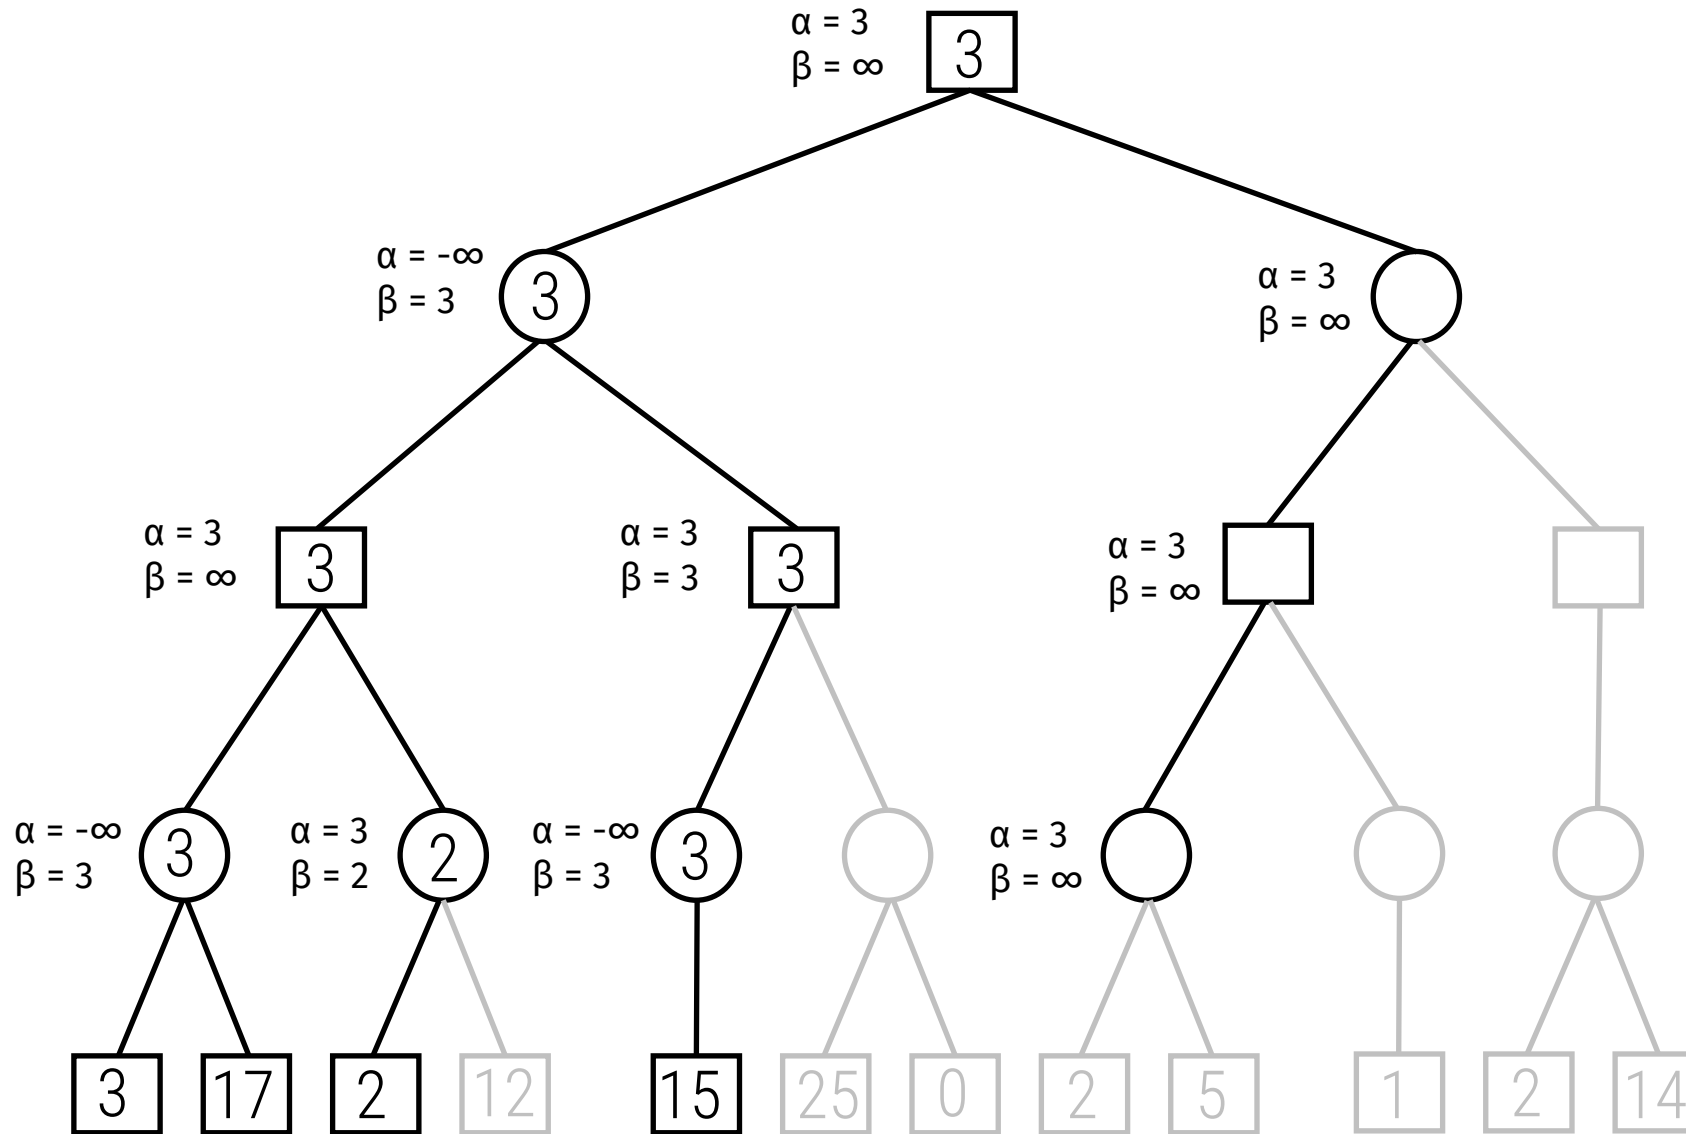 α = 3
β = ∞
3
α = -∞
β = 3
3
α = 3
β = ∞
α = 3
β = ∞
3
α = 3
β = 3
3
α = 3
β = ∞
α = -∞
β = 3
3
α = 3
β = 2
2
α = -∞
β = 3
3
α = 3
β = ∞
3
17
2
12
15
25
0
2
5
1
2
14